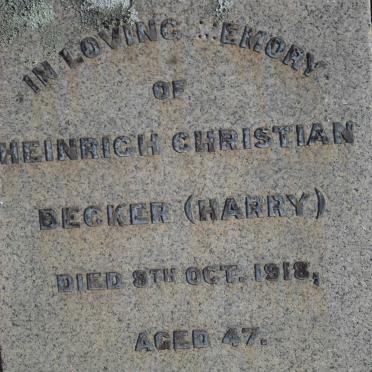 IN LOVING MEMORY
OF
HEINRICH CHRISTIAN
BECKER (HARRY)
DIED 8TH OCT. 1918,
AGED 47.